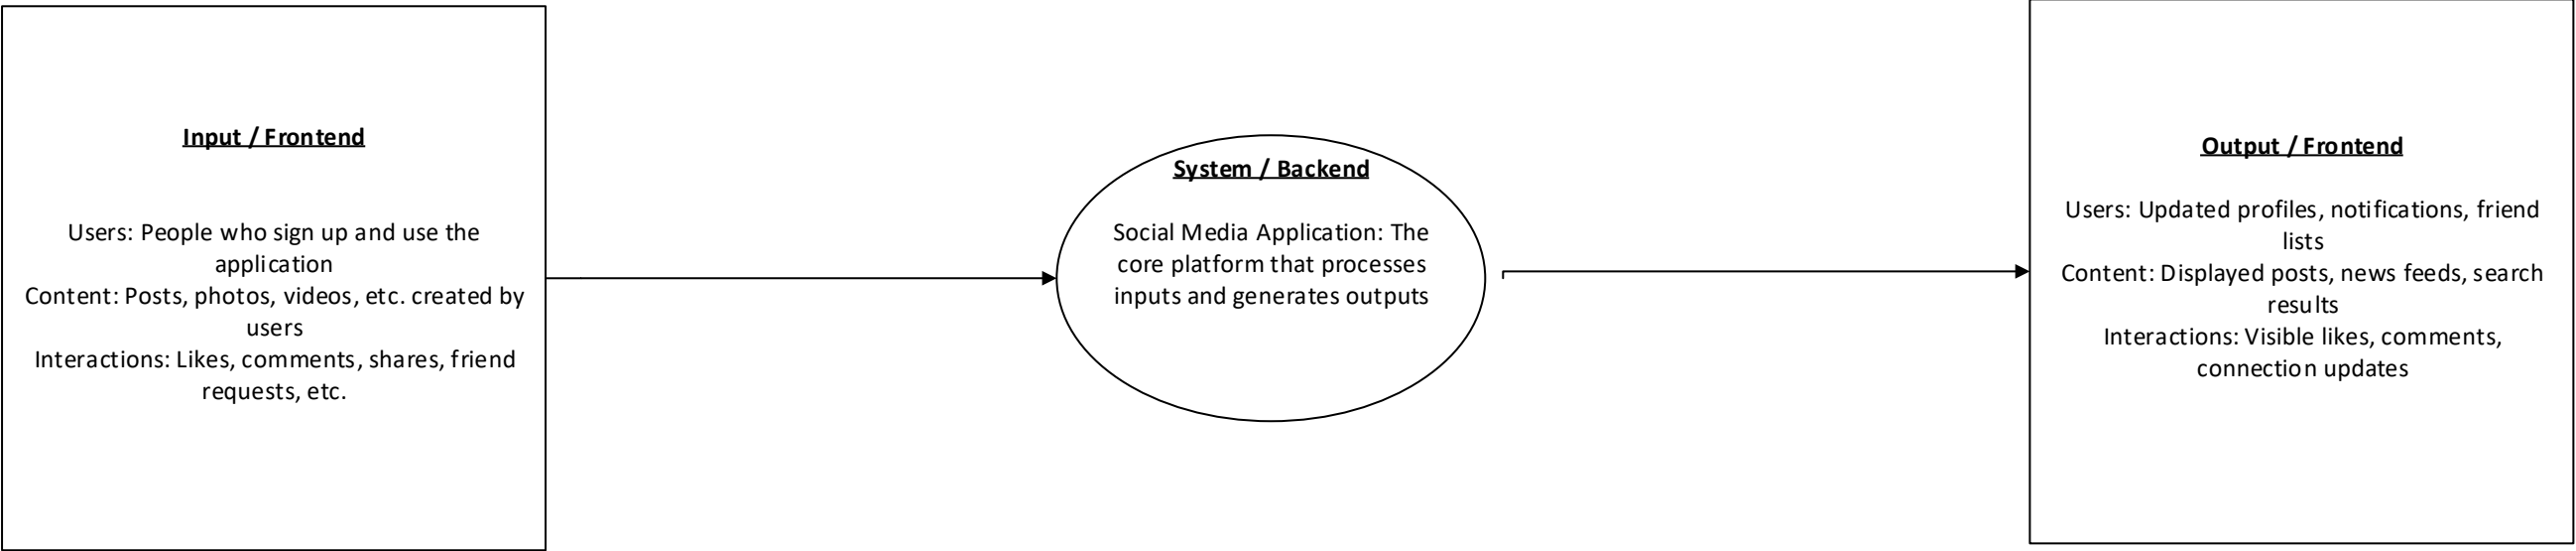 Input / Frontend
Users: People who sign up and use the
application
Content: Posts, photos, videos, etc. created by
users
Interactions: Likes, comments, shares, friend
requests, etc.
System / Backend
Social Media Application: The
core platform that processes
inputs and generates outputs
Output / Frontend
Users: Updated profiles, notifications, friend
lists
Content: Displayed posts, news feeds, search
results
Interactions: Visible likes, comments,
connection updates